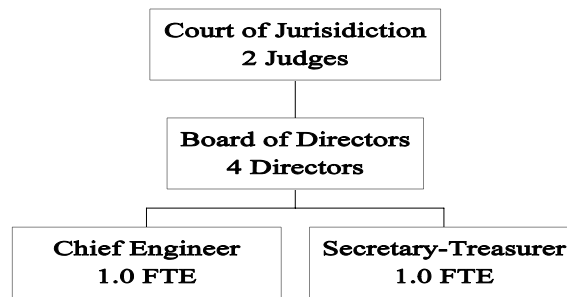 Court of Jurisidiction
2 Judges
Board of Directors
4 Directors
Chief Engineer
1.0 FTE
Secretary-Treasurer
1.0 FTE